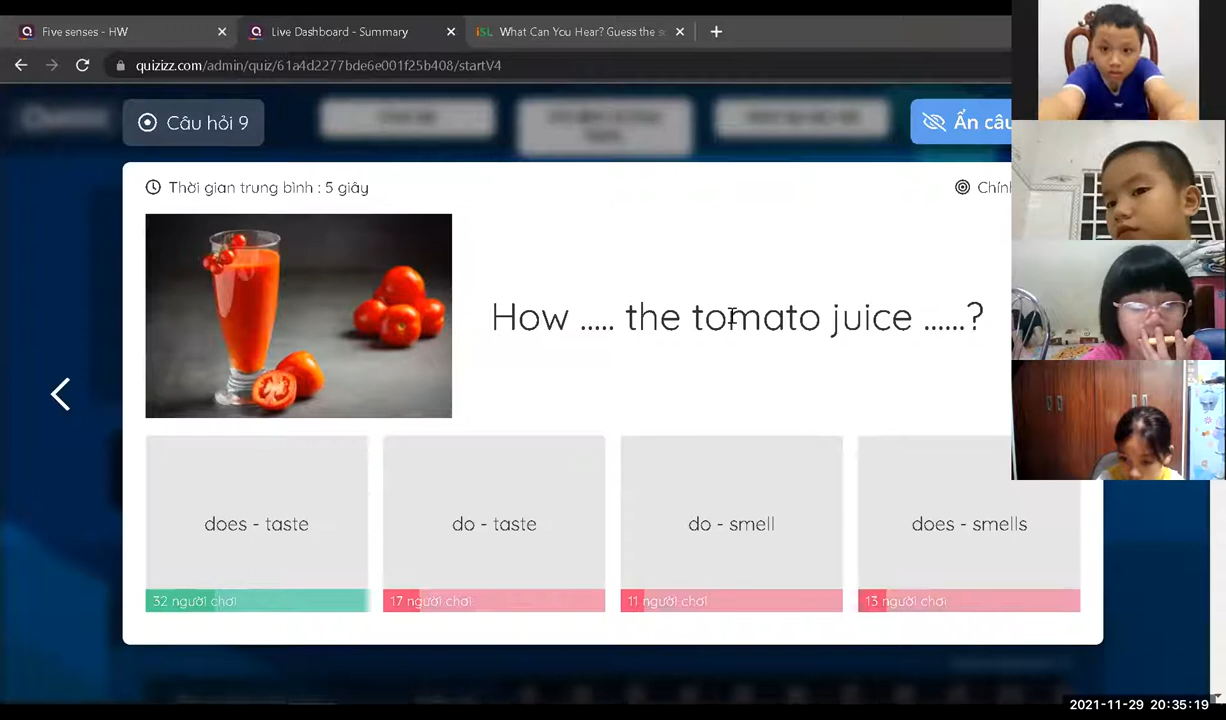 Five senses - HW
Live Dashboard - Summary
iSL What Can You Hear? Guess the s
quizizz.com/admin/quiz/61a4d2277bde6e001f25b408/startV4
Câu hỏi 9
Ẩn câu
Thời gian trung bình : 5 giây
Chính
How ..... the tomato juice ......?
does - taste
do - taste
do - smell
does - smells
32 người chơi
17 người chơi
11 người chơi
13 người chơi
2021-11-29 20:35:19